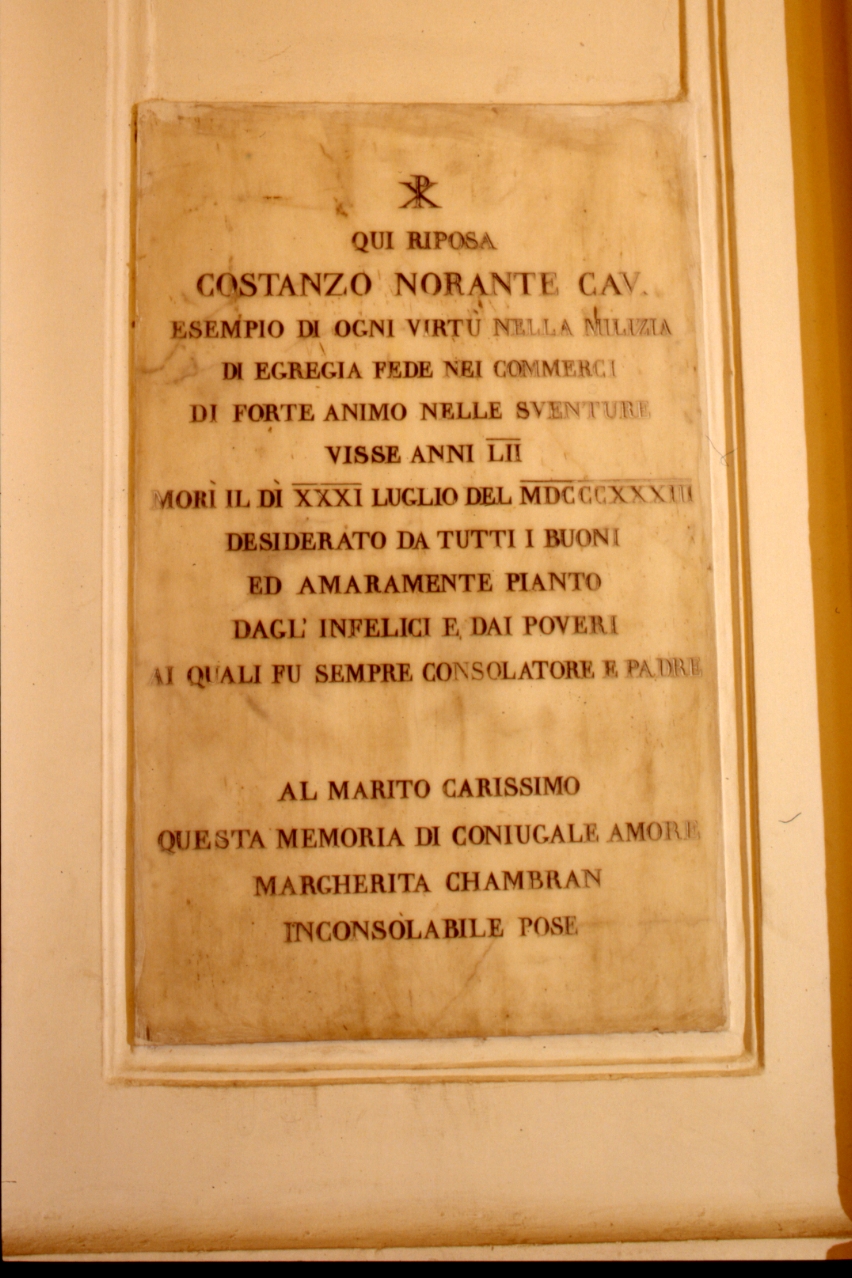 ☧
QUI RIPOSA
COSTANZO NORANTE CAV.
ESEMPIO DI OGNI VIRTÙ NELLA MILIZIA
DI EGREGIA FEDE NEI COMMERCI
DI FORTE ANIMO NELLE SVENTURE
VISSE ANNI LII
MORÌ IL DÌ XXXI LUGLIO DEL MDCCCCXXXIII
DESIDERATO DA TUTTI I BUONI
ED AMARAMENTE PIANTO
DAGL' INFELICI E DAI POVERI
AI QUALI FU SEMPRE CONSOLATORE E PADRE
AL MARITO CARISSIMO
QUESTA MEMORIA DI CONIUGALE AMORE
MARGHERITA CHAMBRAN
INCONSOLABILE POSE